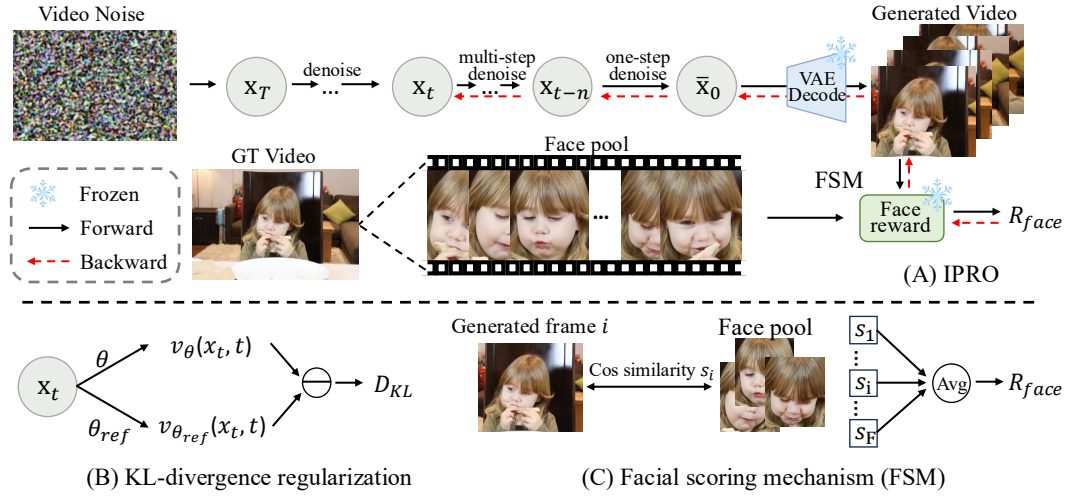 Video Noise
Generated Video
x_T
denoise
...
x_t
multi-step
denoise
...
x_{t-n}
one-step
denoise
x̄_0
VAE
Decode
GT Video
Face pool
...
FSM
Face
reward
R_face
Frozen
Forward
Backward
(A) IPRO
x_t
θ
v_θ(x_t, t)
θ_ref
v_{θ_ref}(x_t, t)
D_KL
(B) KL-divergence regularization
Generated frame i
Face pool
Cos similarity s_i
s_1
⋮
s_i
⋮
s_F
Avg
R_face
(C) Facial scoring mechanism (FSM)